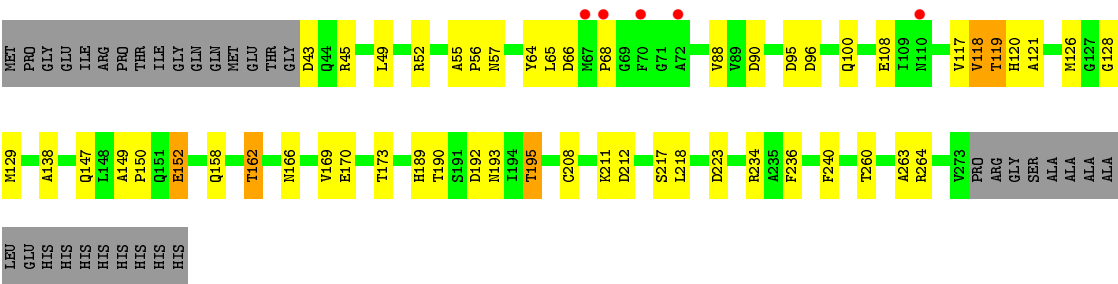 MET PRO GLY GLU ILE ARG PRO THR ILE GLY GLN GLN MET GLU THR GLY D43 Q44 R45 L49 R52 A55 P56 N57 Y64 L65 D66 M67 P68 G69 F70 G71 A72 V88 V89 D90 D95 D96 Q100 E108 I109 N110 V117 V118 T119 H120 A121 M126 G127 G128
M129 A138 Q147 L148 A149 P150 Q151 E152 Q158 T162 N166 V169 E170 T173 H189 T190 S191 D192 N193 I194 T195 C208 K211 D212 S217 L218 D223 R234 A235 F236 F240 T260 A263 R264 V273 PRO ARG GLY SER ALA ALA ALA ALA
LEU GLU HIS HIS HIS HIS HIS HIS HIS HIS